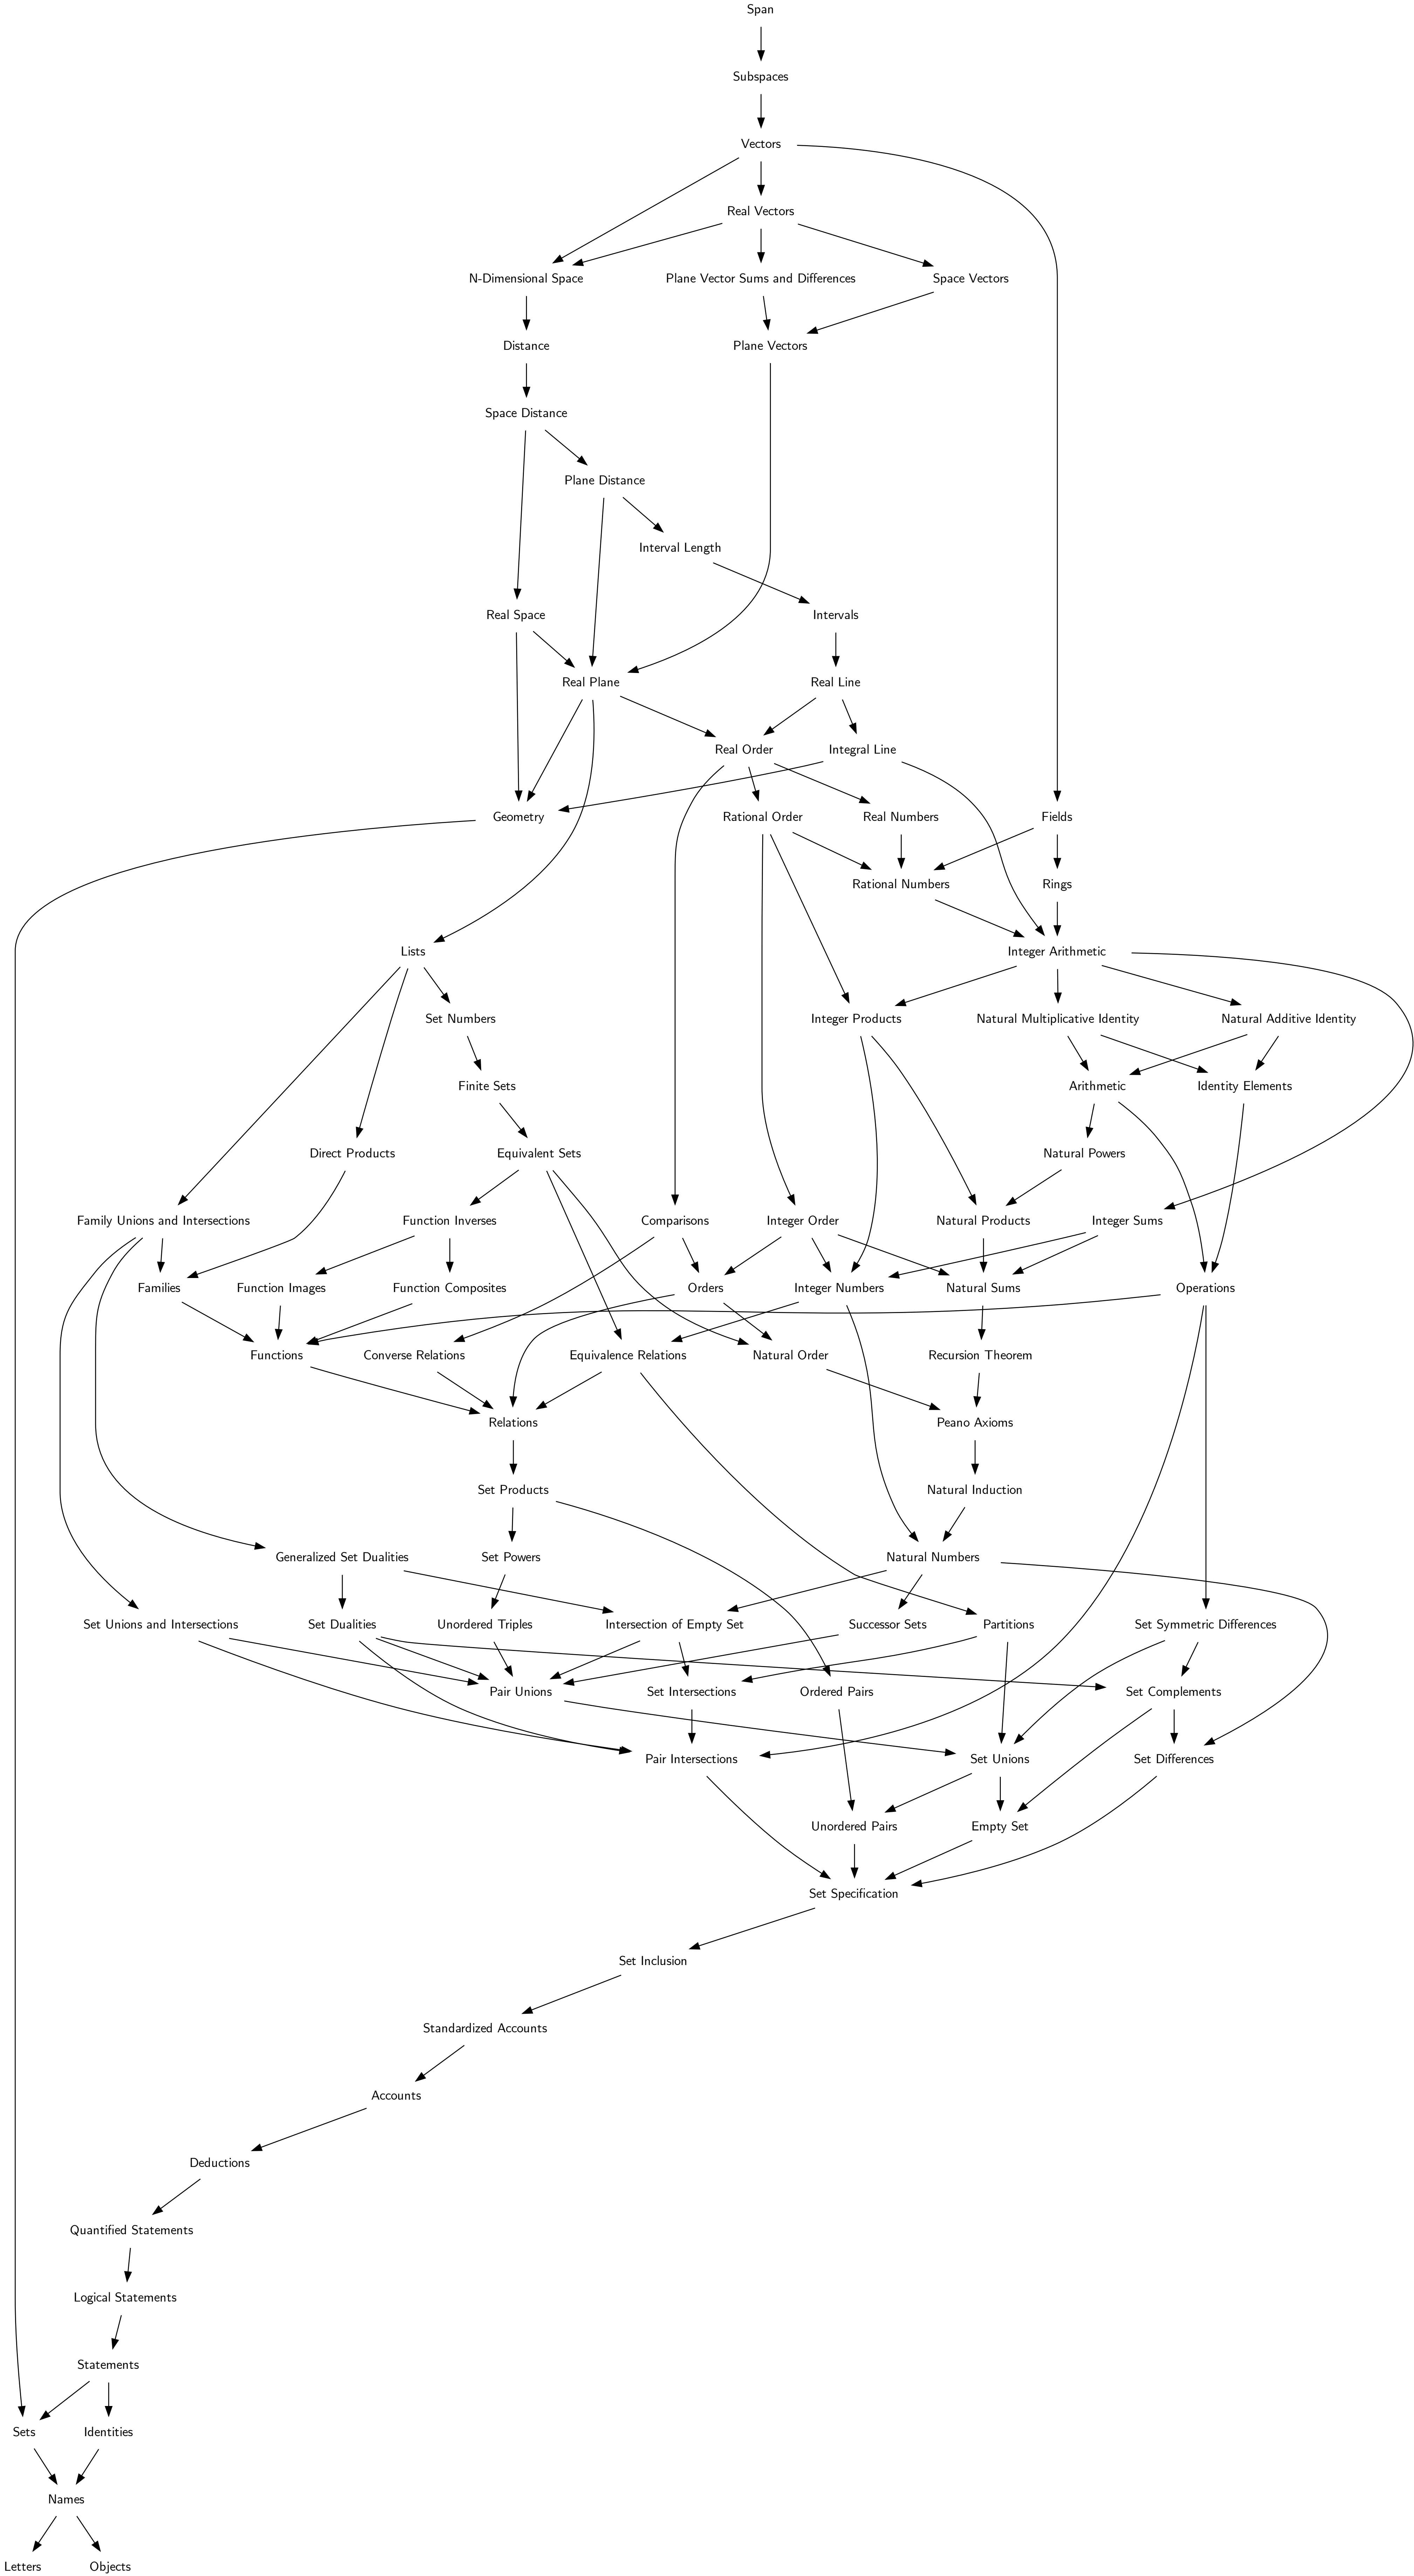 Span
Subspaces
Vectors
Real Vectors
N-Dimensional Space
Plane Vector Sums and Differences
Space Vectors
Distance
Plane Vectors
Space Distance
Plane Distance
Interval Length
Real Space
Intervals
Real Plane
Real Line
Real Order
Integral Line
Geometry
Rational Order
Real Numbers
Fields
Rational Numbers
Rings
Lists
Integer Arithmetic
Set Numbers
Integer Products
Natural Multiplicative Identity
Natural Additive Identity
Finite Sets
Arithmetic
Identity Elements
Direct Products
Equivalent Sets
Natural Powers
Family Unions and Intersections
Function Inverses
Comparisons
Integer Order
Natural Products
Integer Sums
Families
Function Images
Function Composites
Orders
Integer Numbers
Natural Sums
Operations
Functions
Converse Relations
Equivalence Relations
Natural Order
Recursion Theorem
Relations
Peano Axioms
Set Products
Natural Induction
Generalized Set Dualities
Set Powers
Natural Numbers
Set Unions and Intersections
Set Dualities
Unordered Triples
Intersection of Empty Set
Successor Sets
Partitions
Set Symmetric Differences
Pair Unions
Set Intersections
Ordered Pairs
Set Complements
Pair Intersections
Set Unions
Set Differences
Unordered Pairs
Empty Set
Set Specification
Set Inclusion
Standardized Accounts
Accounts
Deductions
Quantified Statements
Logical Statements
Statements
Sets
Identities
Names
Letters
Objects